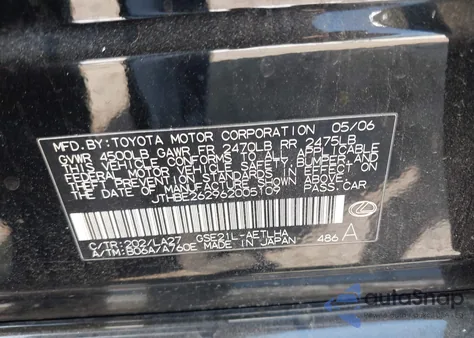 MFD. BY: TOYOTA MOTOR CORPORATION 05/06
GVWR 4500LB GAWR FR 2470LB RR 2475LB
THIS VEHICLE CONFORMS TO ALL APPLICABLE
FEDERAL MOTOR VEHICLE SAFETY, BUMPER, AND
THEFT PREVENTION STANDARDS IN EFFECT ON
THE DATE OF MANUFACTURE SHOWN ABOVE.
JTHBE262962005100 PASS-CAR
C/TR: 202/LA27 GSE21L-AETLHA
A/TM: B06A/A760E MADE IN JAPAN 486 A
autoSnap